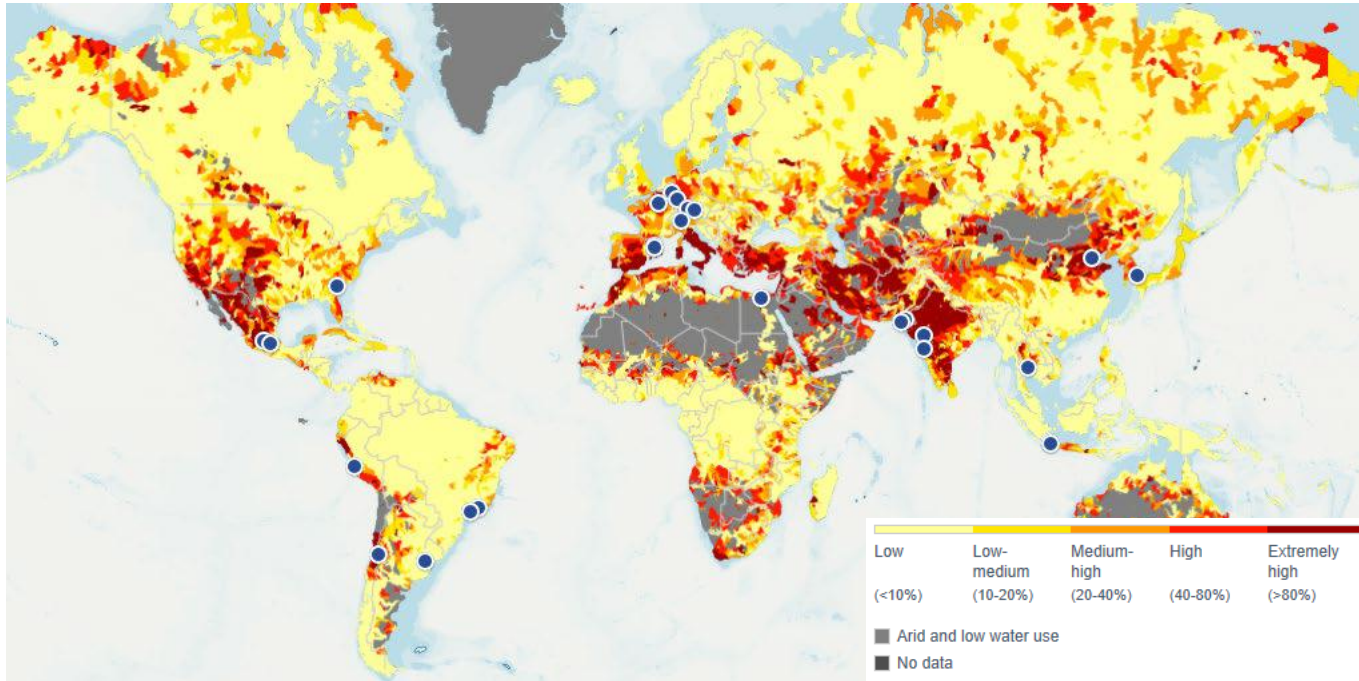 Low
Low-
medium
Medium-
high
High
Extremely
high
(<10%)
(10-20%)
(20-40%)
(40-80%)
(>80%)
Arid and low water use
No data